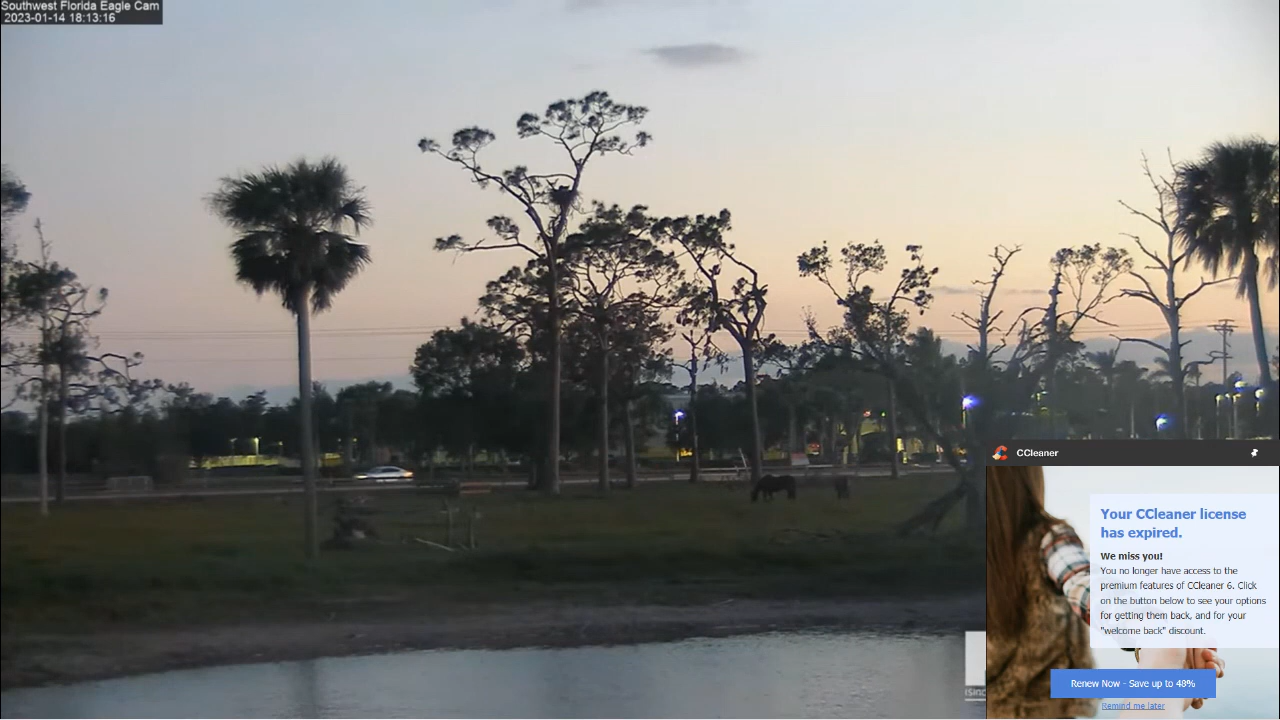 Southwest Florida Eagle Cam
2023-01-14 18:13:16
CCleaner
Your CCleaner license
has expired.
We miss you!
You no longer have access to the
premium features of CCleaner 6. Click
on the button below to see your options
for getting them back, and for your
"welcome back" discount.
Renew Now - Save up to 48%
Remind me later